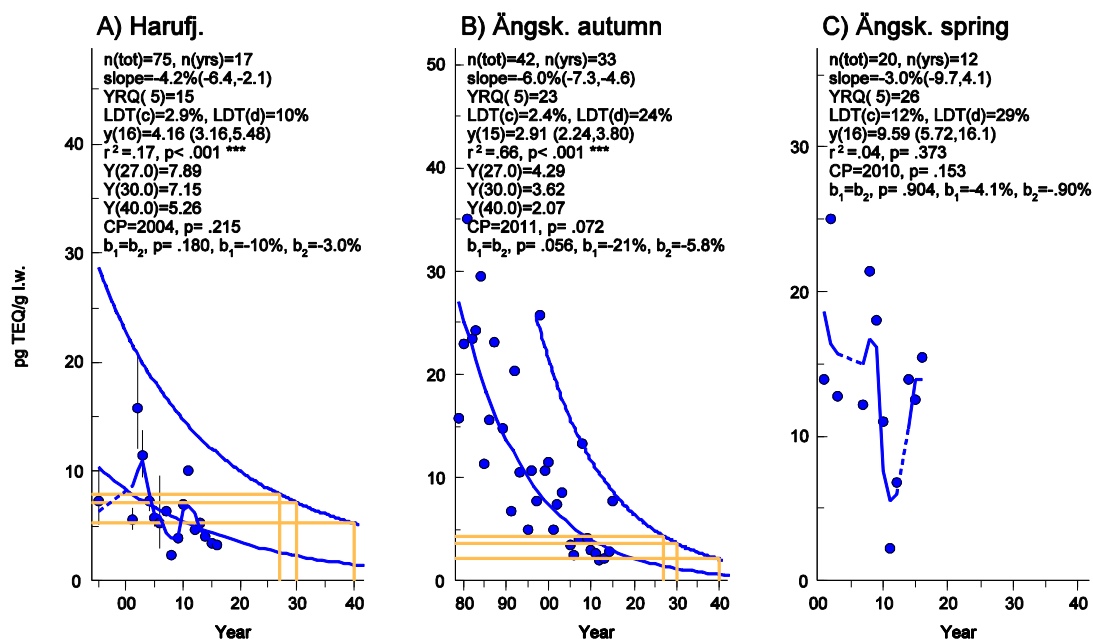 A) Harufj.
n(tot)=75, n(yrs)=17
slope=-4.2%(-6.4,-2.1)
YRQ( 5)=15
LDT(c)=2.9%, LDT(d)=10%
y(16)=4.16 (3.16,5.48)
r²=.17, p< .001 ***
Y(27.0)=7.89
Y(30.0)=7.15
Y(40.0)=5.26
CP=2004, p= .215
b₁=b₂, p= .180, b₁=-10%, b₂=-3.0%
pg TEQ/g l.w.
40
30
20
10
0
00 10 20 30 40
Year
B) Ängsk. autumn
n(tot)=42, n(yrs)=33
slope=-6.0%(-7.3,-4.6)
YRQ( 5)=23
LDT(c)=2.4%, LDT(d)=24%
y(15)=2.91 (2.24,3.80)
r²=.66, p< .001 ***
Y(27.0)=4.29
Y(30.0)=3.62
Y(40.0)=2.07
CP=2011, p= .072
b₁=b₂, p= .056, b₁=-21%, b₂=-5.8%
50
40
30
20
10
0
80 90 00 10 20 30 40
Year
C) Ängsk. spring
n(tot)=20, n(yrs)=12
slope=-3.0%(-9.7,4.1)
YRQ( 5)=26
LDT(c)=12%, LDT(d)=29%
y(16)=9.59 (5.72,16.1)
r²=.04, p= .373
CP=2010, p= .153
b₁=b₂, p= .904, b₁=-4.1%, b₂=-.90%
30
20
10
0
00 10 20 30 40
Year